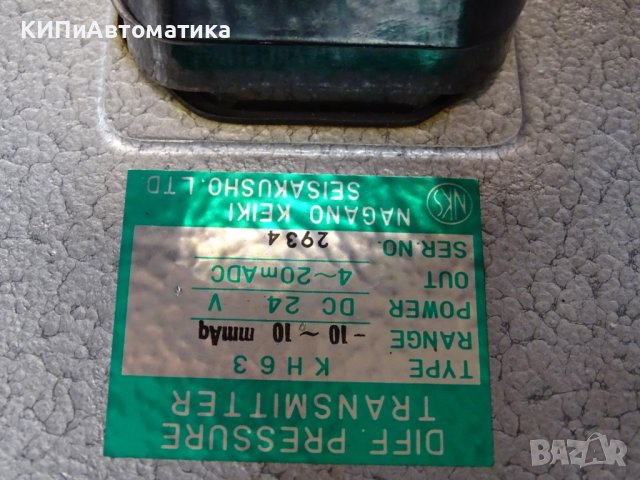 КИПиАвтоматика
DIFF. PRESSURE
TRANSMITTER
TYPE KH63
RANGE -10 ~ 10 mmAq
POWER DC 24 V
OUT 4~20mADC
SER.NO. 2934
NKS NAGANO KEIKI
SEISAKUSHO.LTD
BAZAR